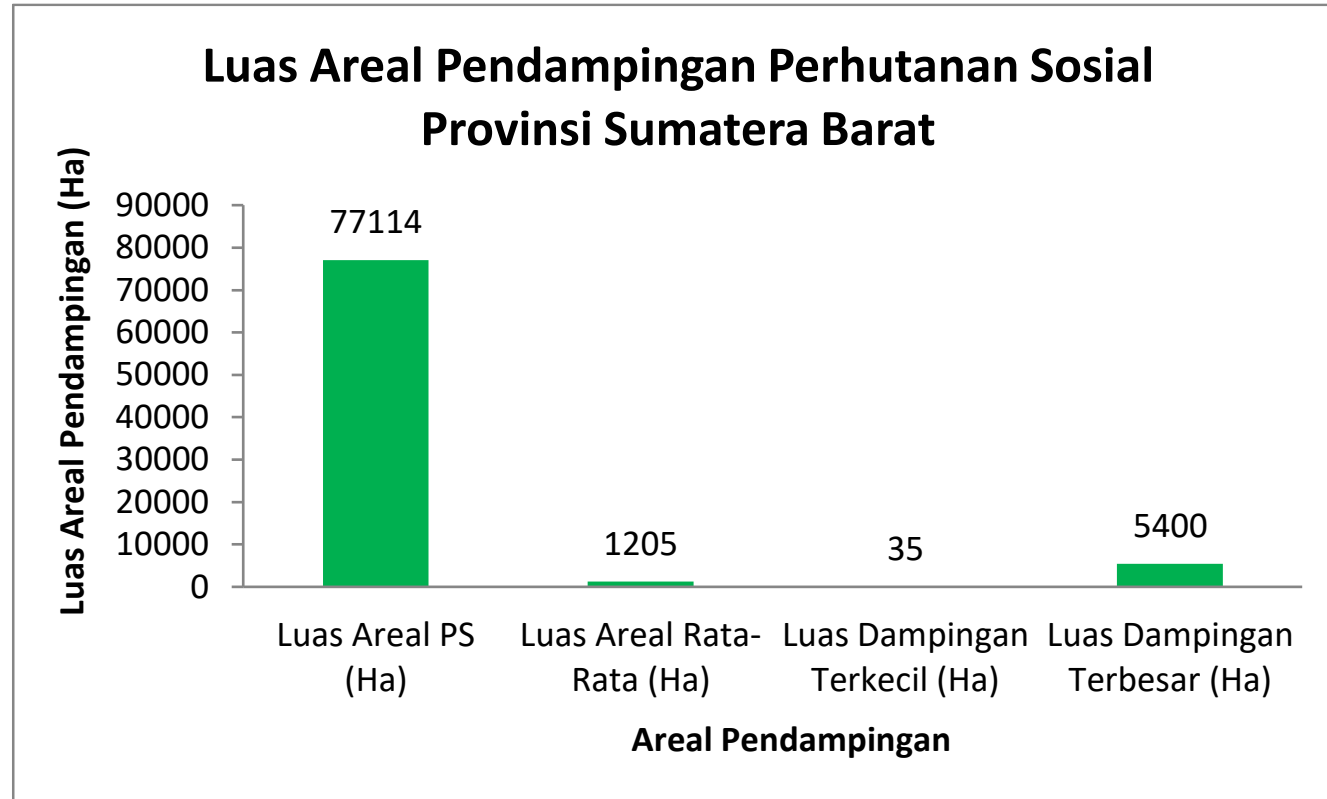 Luas Areal Pendampingan Perhutanan Sosial
Provinsi Sumatera Barat
Luas Areal Pendampingan (Ha)
90000
80000
70000
60000
50000
40000
30000
20000
10000
0
77114
1205
35
5400
Luas Areal PS
(Ha)
Luas Areal Rata-
Rata (Ha)
Luas Dampingan
Terkecil (Ha)
Luas Dampingan
Terbesar (Ha)
Areal Pendampingan